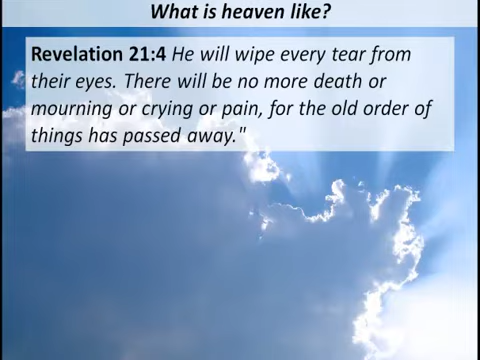 What is heaven like?
Revelation 21:4 He will wipe every tear from
their eyes. There will be no more death or
mourning or crying or pain, for the old order of
things has passed away."